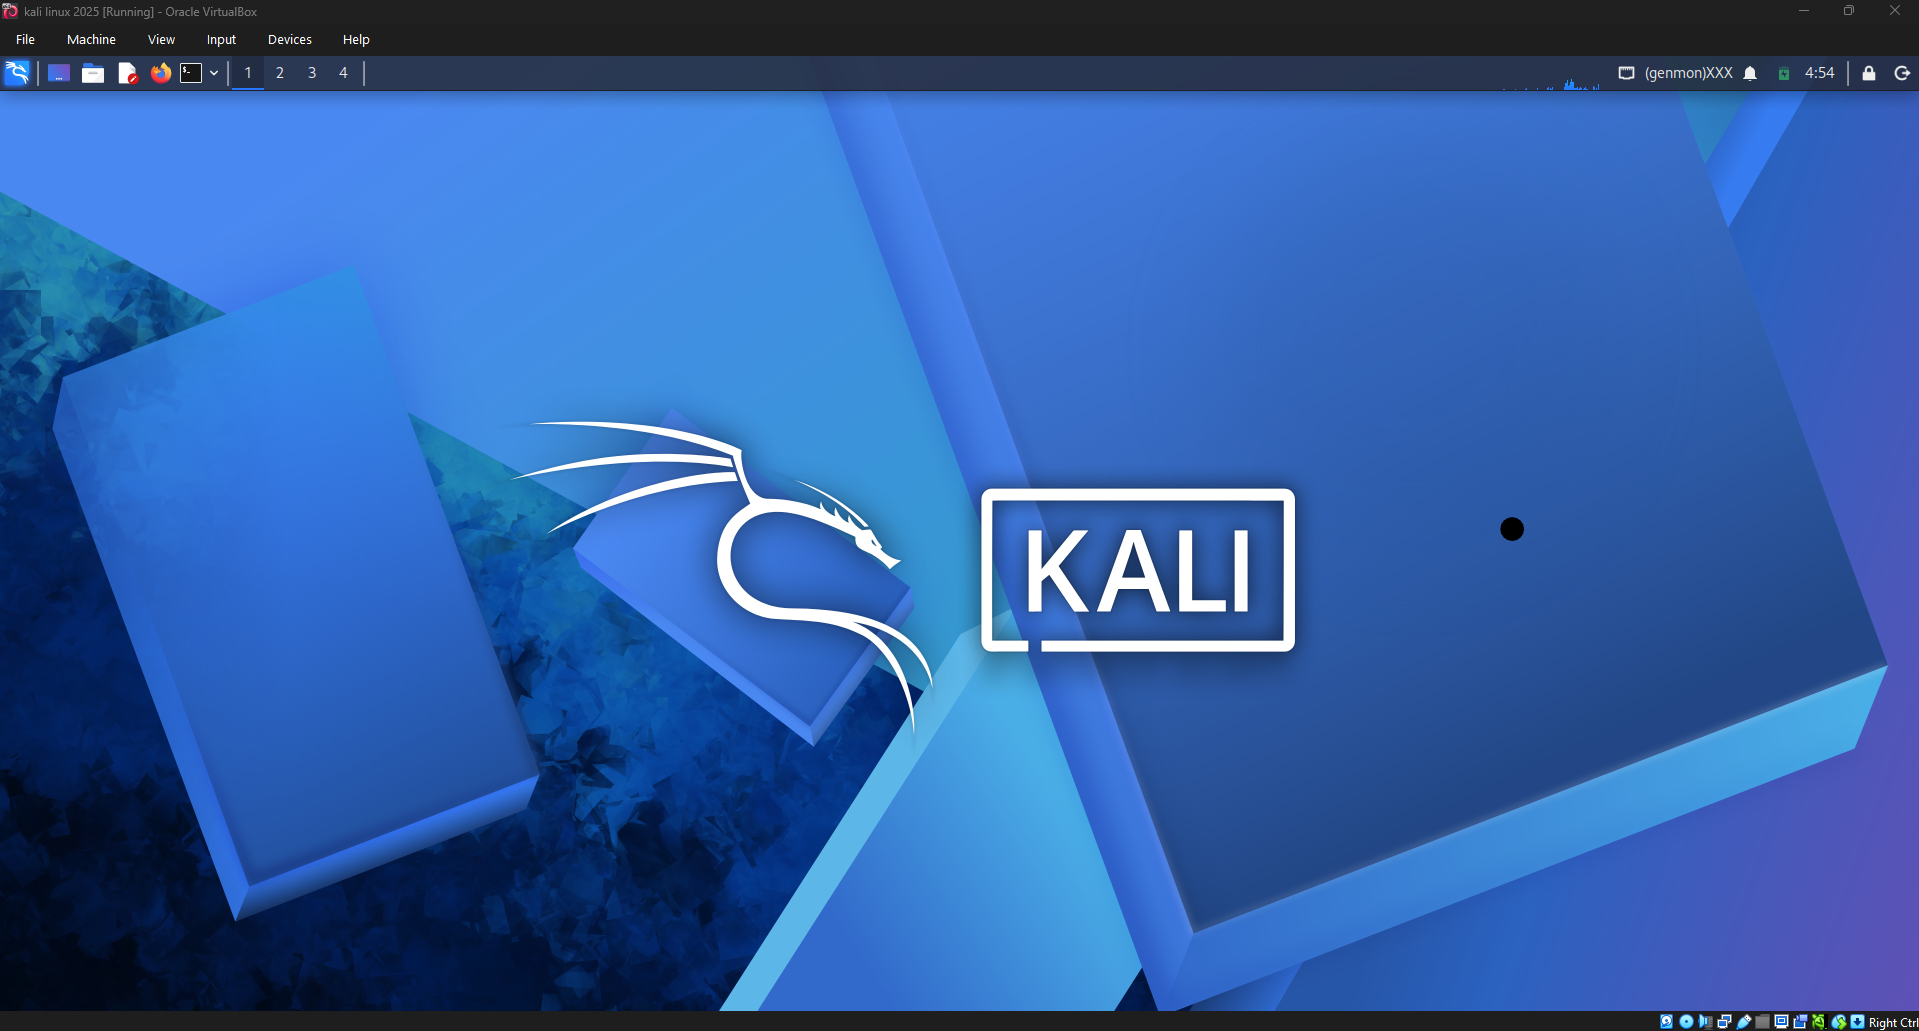 kali linux 2025 [Running] - Oracle VirtualBox
File Machine View Input Devices Help
1 2 3 4 (genmon)XXX 4:54
KALI
Right Ctrl